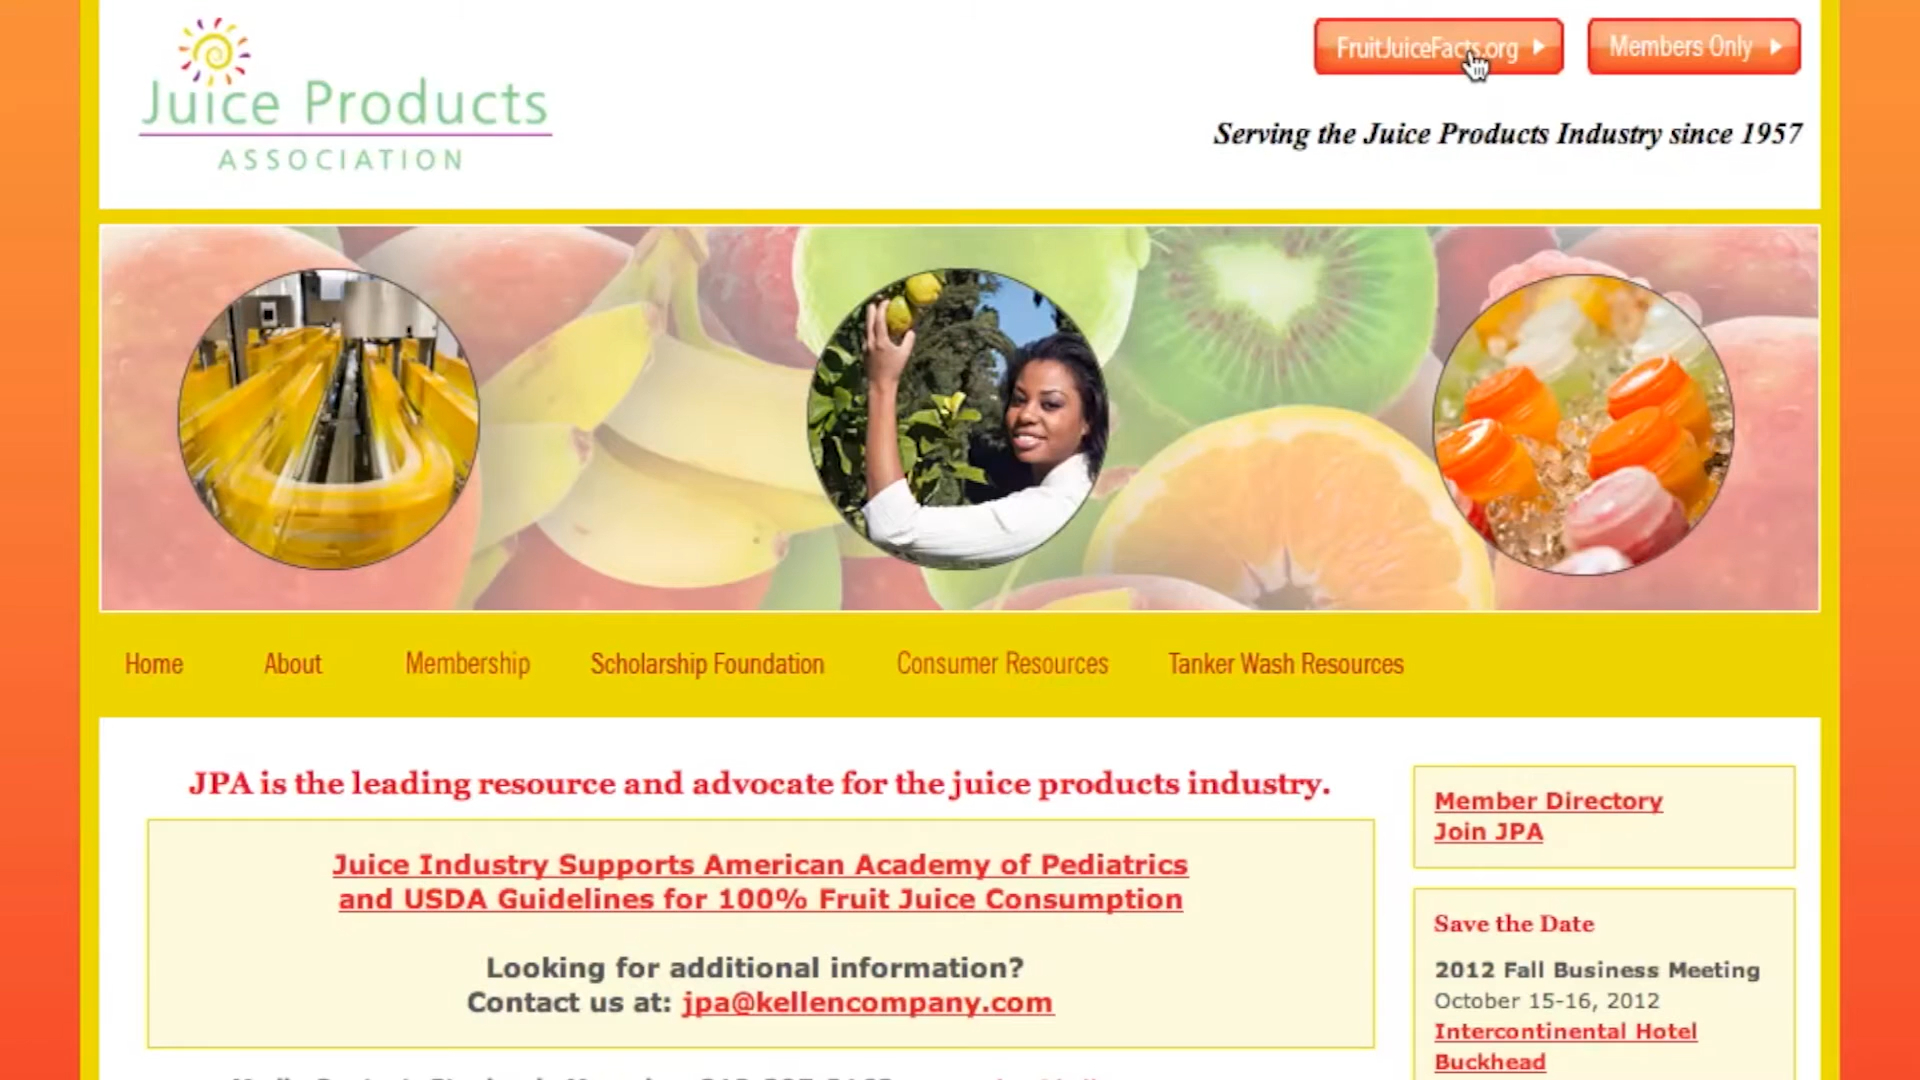 Juice Products
ASSOCIATION
FruitJuiceFacts.org
Members Only
Serving the Juice Products Industry since 1957
Home
About
Membership
Scholarship Foundation
Consumer Resources
Tanker Wash Resources
JPA is the leading resource and advocate for the juice products industry.
Juice Industry Supports American Academy of Pediatrics
and USDA Guidelines for 100% Fruit Juice Consumption
Looking for additional information?
Contact us at: jpa@kellencompany.com
Member Directory
Join JPA
Save the Date
2012 Fall Business Meeting
October 15-16, 2012
Intercontinental Hotel
Buckhead